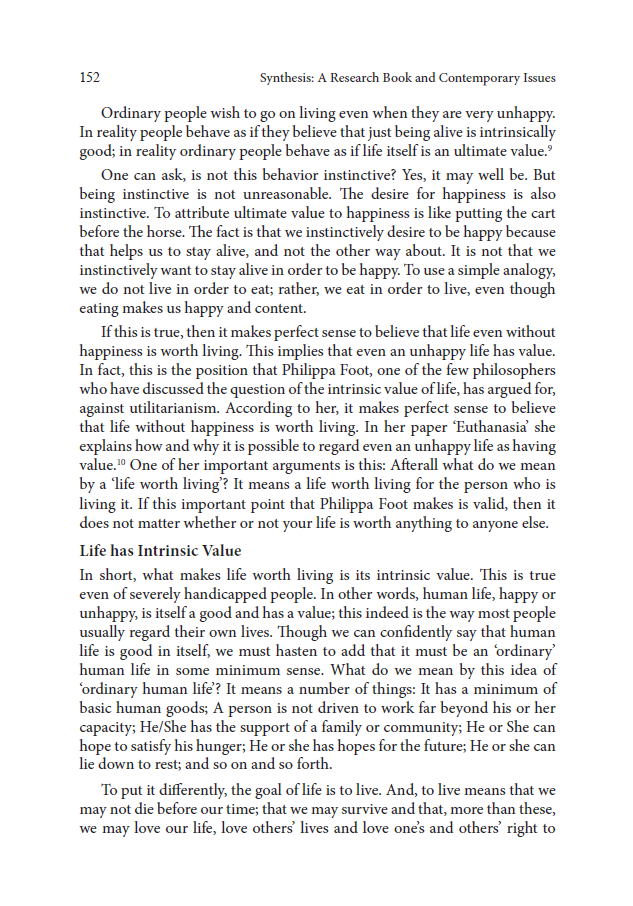 152 Synthesis: A Research Book and Contemporary Issues
Ordinary people wish to go on living even when they are very unhappy.
In reality people behave as if they believe that just being alive is intrinsically
good; in reality ordinary people behave as if life itself is an ultimate value.⁹
One can ask, is not this behavior instinctive? Yes, it may well be. But
being instinctive is not unreasonable. The desire for happiness is also
instinctive. To attribute ultimate value to happiness is like putting the cart
before the horse. The fact is that we instinctively desire to be happy because
that helps us to stay alive, and not the other way about. It is not that we
instinctively want to stay alive in order to be happy. To use a simple analogy,
we do not live in order to eat; rather, we eat in order to live, even though
eating makes us happy and content.
If this is true, then it makes perfect sense to believe that life even without
happiness is worth living. This implies that even an unhappy life has value.
In fact, this is the position that Philippa Foot, one of the few philosophers
who have discussed the question of the intrinsic value of life, has argued for,
against utilitarianism. According to her, it makes perfect sense to believe
that life without happiness is worth living. In her paper ‘Euthanasia’ she
explains how and why it is possible to regard even an unhappy life as having
value.¹⁰ One of her important arguments is this: Afterall what do we mean
by a ‘life worth living’? It means a life worth living for the person who is
living it. If this important point that Philippa Foot makes is valid, then it
does not matter whether or not your life is worth anything to anyone else.
Life has Intrinsic Value
In short, what makes life worth living is its intrinsic value. This is true
even of severely handicapped people. In other words, human life, happy or
unhappy, is itself a good and has a value; this indeed is the way most people
usually regard their own lives. Though we can confidently say that human
life is good in itself, we must hasten to add that it must be an ‘ordinary’
human life in some minimum sense. What do we mean by this idea of
‘ordinary human life’? It means a number of things: It has a minimum of
basic human goods; A person is not driven to work far beyond his or her
capacity; He/She has the support of a family or community; He or She can
hope to satisfy his hunger; He or she has hopes for the future; He or she can
lie down to rest; and so on and so forth.
To put it differently, the goal of life is to live. And, to live means that we
may not die before our time; that we may survive and that, more than these,
we may love our life, love others’ lives and love one’s and others’ right to